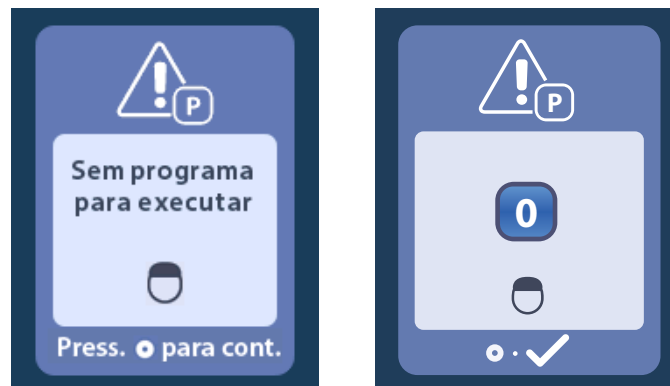 P
Sem programa
para executar
Press. para cont.
P
0